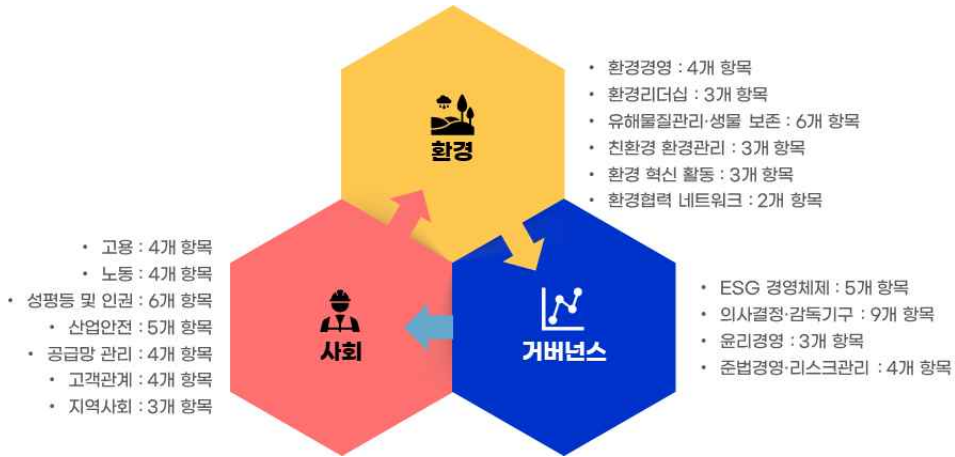 환경
• 환경경영 : 4개 항목
• 환경리더십 : 3개 항목
• 유해물질관리·생물 보존 : 6개 항목
• 친환경 환경관리 : 3개 항목
• 환경 혁신 활동 : 3개 항목
• 환경협력 네트워크 : 2개 항목
사회
• 고용 : 4개 항목
• 노동 : 4개 항목
• 성평등 및 인권 : 6개 항목
• 산업안전 : 5개 항목
• 공급망 관리 : 4개 항목
• 고객관계 : 4개 항목
• 지역사회 : 3개 항목
거버넌스
• ESG 경영체제 : 5개 항목
• 의사결정·감독기구 : 9개 항목
• 윤리경영 : 3개 항목
• 준법경영·리스크관리 : 4개 항목